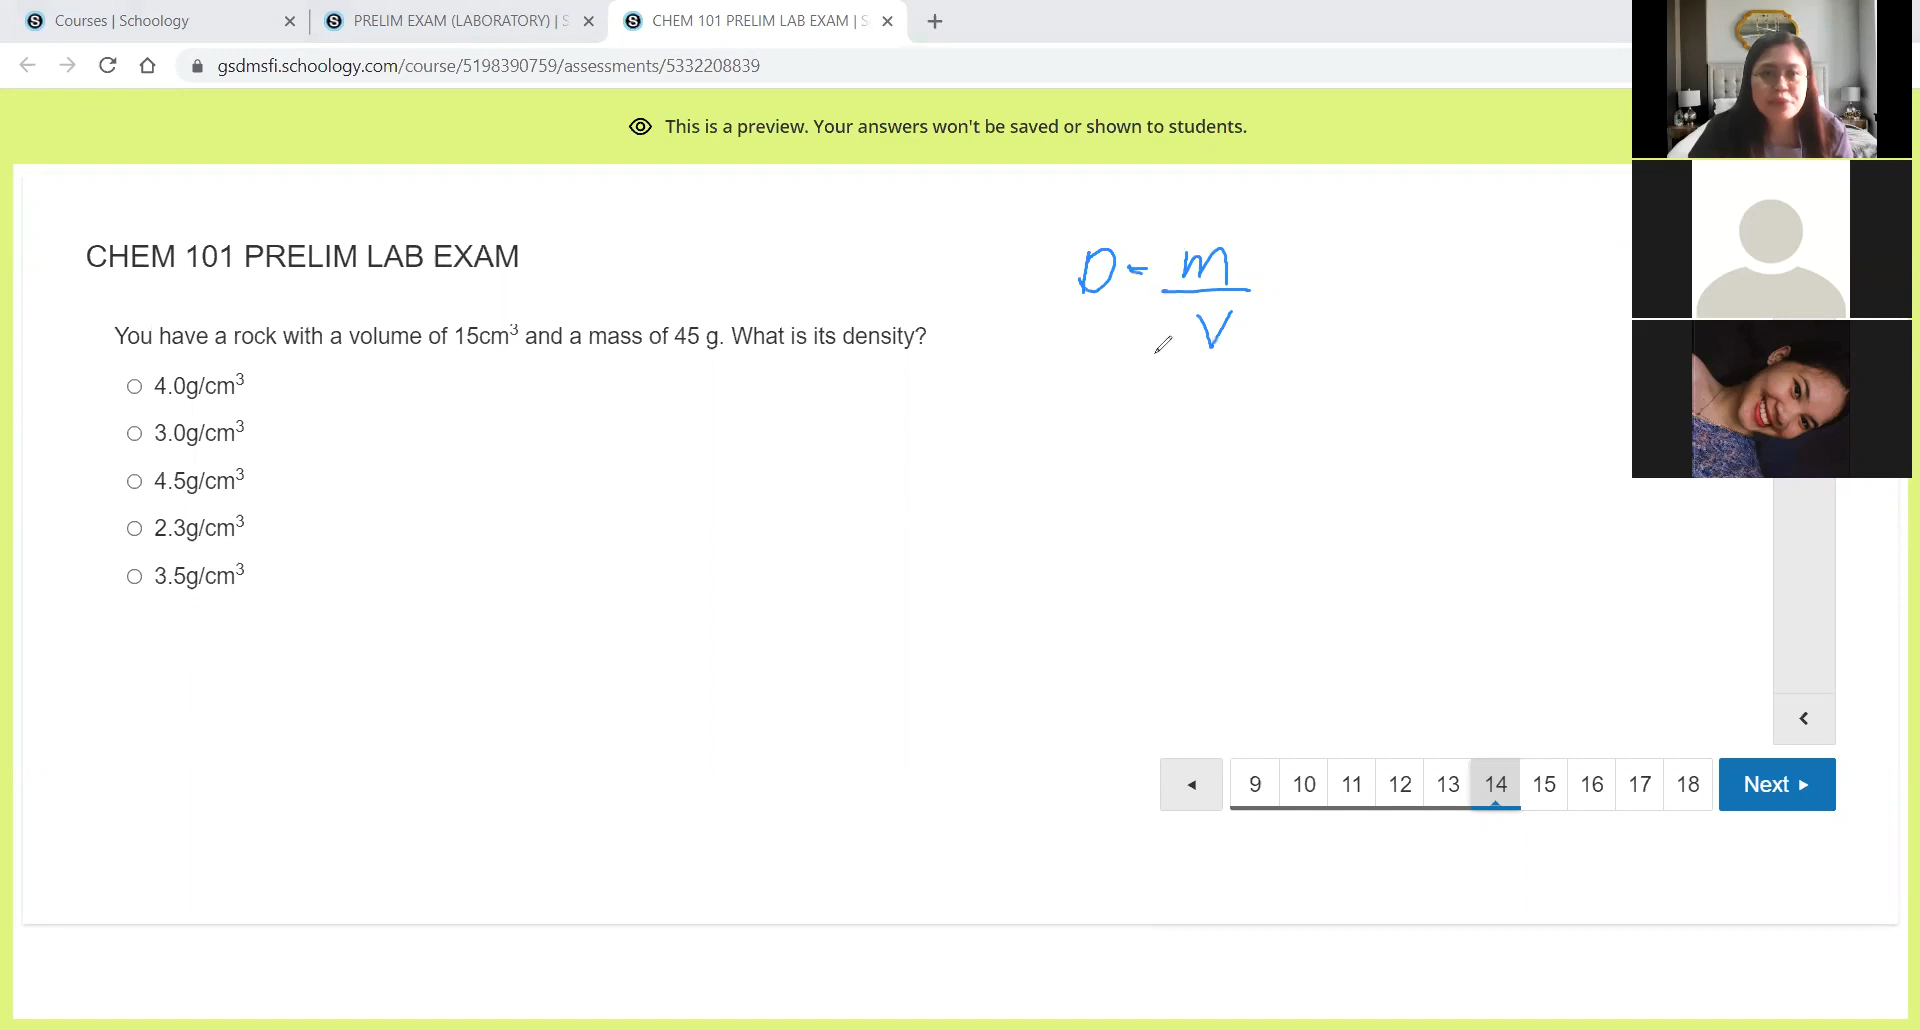 Courses | Schoology
PRELIM EXAM (LABORATORY) | S
CHEM 101 PRELIM LAB EXAM | S
gsdmsfi.schoology.com/course/5198390759/assessments/5332208839
This is a preview. Your answers won't be saved or shown to students.
CHEM 101 PRELIM LAB EXAM
D = m
V
You have a rock with a volume of 15cm³ and a mass of 45 g. What is its density?
4.0g/cm³
3.0g/cm³
4.5g/cm³
2.3g/cm³
3.5g/cm³
9 10 11 12 13 14 15 16 17 18 Next